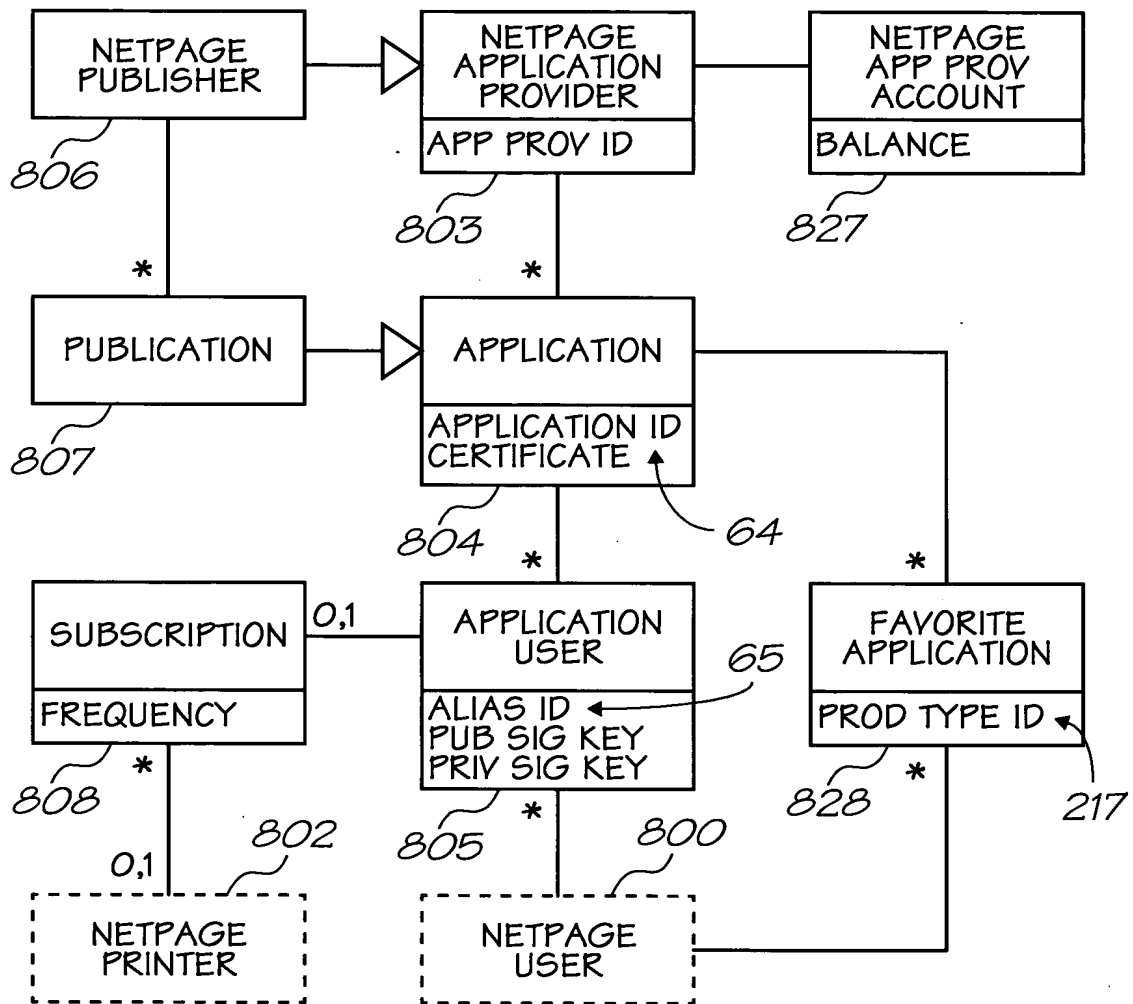 NETPAGE
PUBLISHER
806
NETPAGE
APPLICATION
PROVIDER
APP PROV ID
803
NETPAGE
APP PROV
ACCOUNT
BALANCE
827
*
*
PUBLICATION
807
APPLICATION
APPLICATION ID
CERTIFICATE
64
804
*
*
SUBSCRIPTION
FREQUENCY
808
0,1
APPLICATION
USER
65
ALIAS ID
PUB SIG KEY
PRIV SIG KEY
805
FAVORITE
APPLICATION
PROD TYPE ID
828
217
*
*
*
802
800
0,1
NETPAGE
PRINTER
NETPAGE
USER